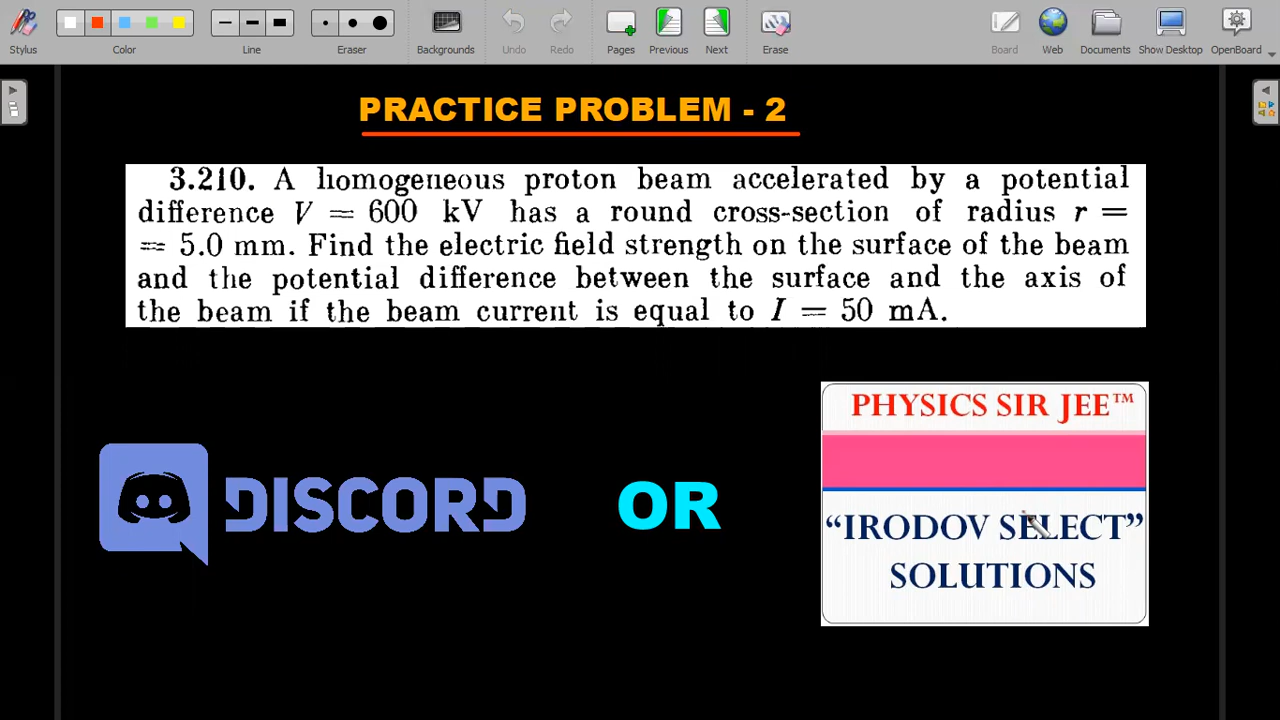 Stylus
Color
Line
Eraser
Backgrounds
Undo
Redo
Pages
Previous
Next
Erase
Board
Web
Documents
Show Desktop
OpenBoard
PRACTICE PROBLEM - 2
3.210. A homogeneous proton beam accelerated by a potential
difference V = 600 kV has a round cross-section of radius r =
= 5.0 mm. Find the electric field strength on the surface of the beam
and the potential difference between the surface and the axis of
the beam if the beam current is equal to I = 50 mA.
DISCORD
OR
PHYSICS SIR JEE™
“IRODOV SELECT”
SOLUTIONS